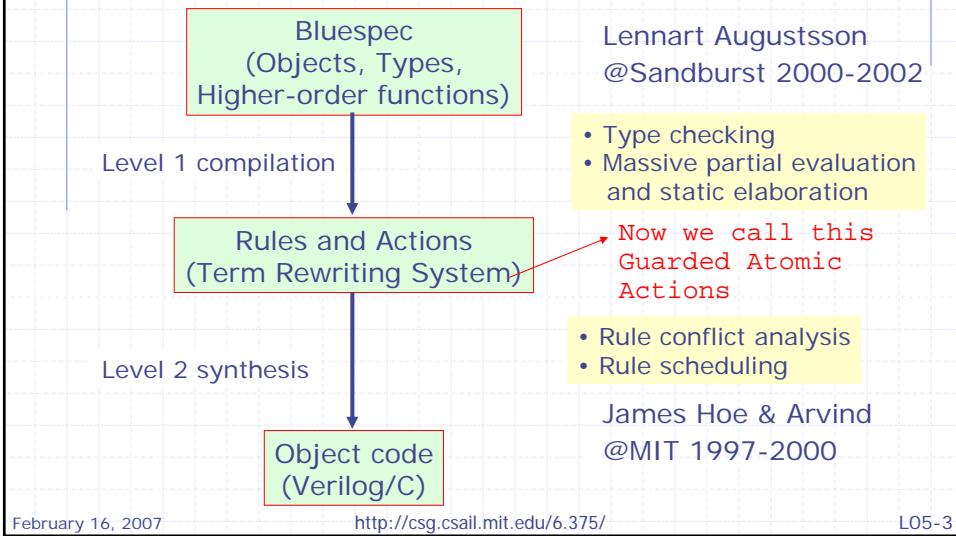 Bluespec
(Objects, Types,
Higher-order functions)
Lennart Augustsson
@Sandburst 2000-2002
Level 1 compilation
• Type checking
• Massive partial evaluation
and static elaboration
Rules and Actions
(Term Rewriting System)
Now we call this
Guarded Atomic
Actions
Level 2 synthesis
• Rule conflict analysis
• Rule scheduling
James Hoe & Arvind
@MIT 1997-2000
Object code
(Verilog/C)
February 16, 2007
http://csg.csail.mit.edu/6.375/
L05-3